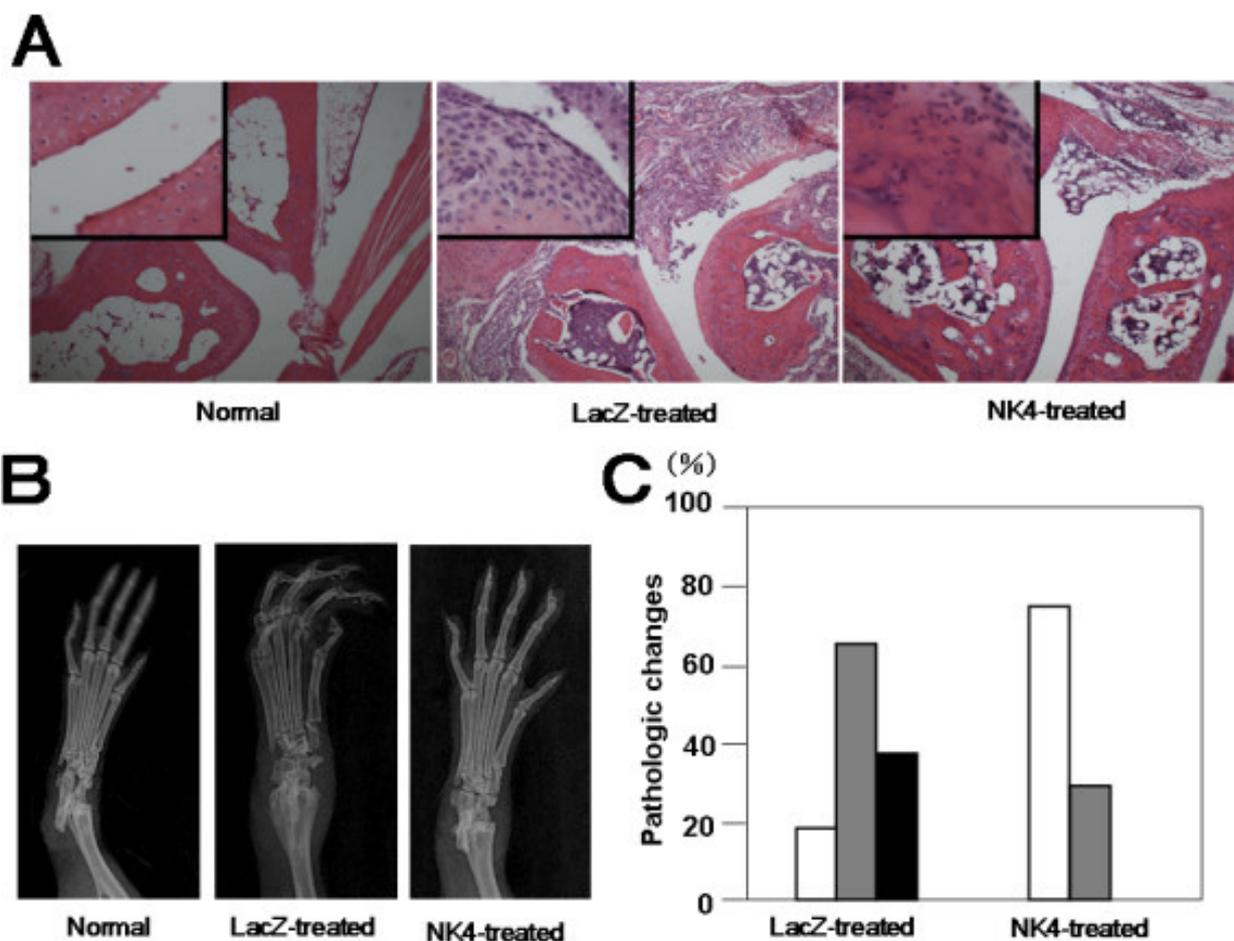 A
Normal
LacZ-treated
NK4-treated
B
Normal
LacZ-treated
NK4-treated
C
(%)
100
80
60
40
20
0
Pathologic changes
LacZ-treated
NK4-treated